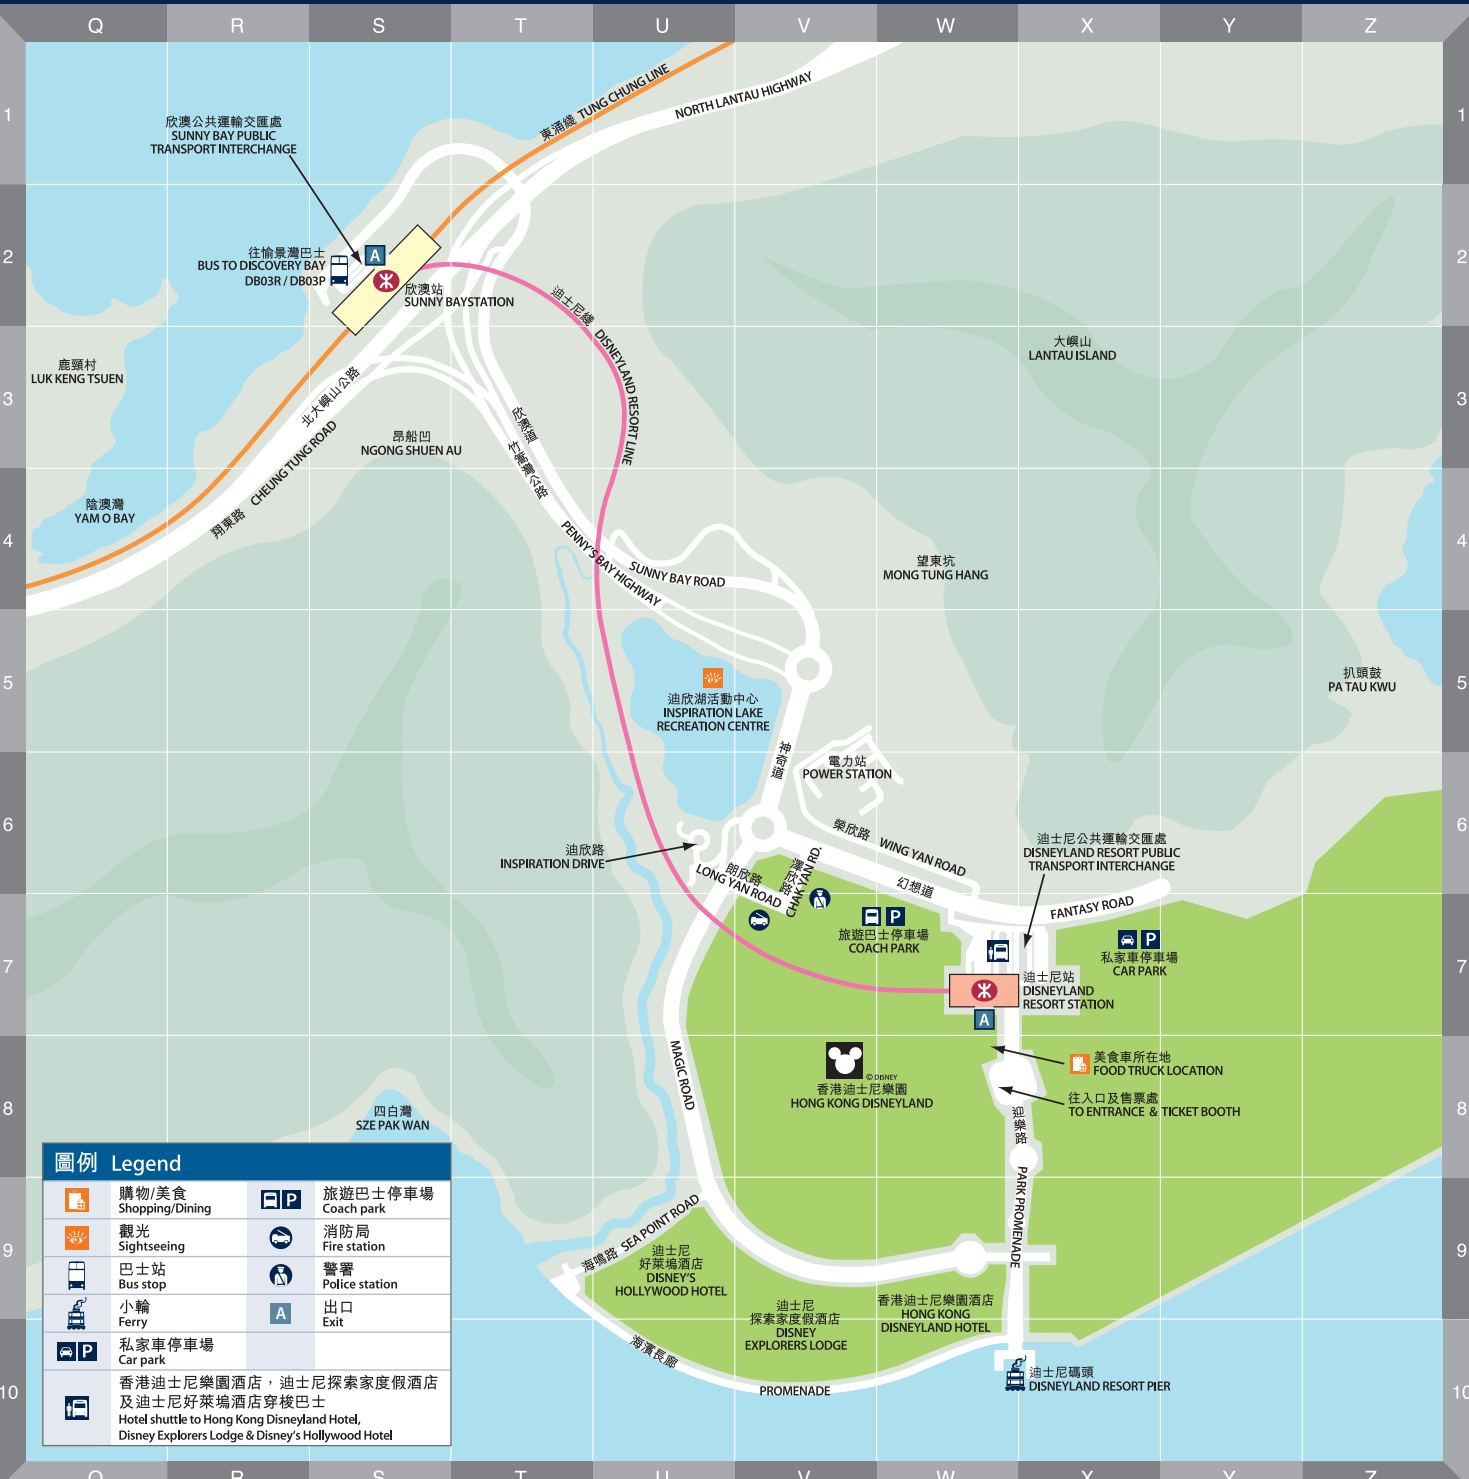 Q R S T U V W X Y Z
1
1
欣澳公共運輸交匯處
SUNNY BAY PUBLIC
TRANSPORT INTERCHANGE
東涌綫 TUNG CHUNG LINE
NORTH LANTAU HIGHWAY
2
2
往愉景灣巴士
BUS TO DISCOVERY BAY
DB03R / DB03P
A
欣澳站
SUNNY BAYSTATION
迪士尼綫 DISNEYLAND RESORT LINE
大嶼山
LANTAU ISLAND
3
3
鹿頸村
LUK KENG TSUEN
北大嶼山公路
昂船凹
NGONG SHUEN AU
欣澳道
竹篙灣公路
翔東路 CHEUNG TUNG ROAD
陰澳灣
YAM O BAY
4
4
PENNY'S BAY HIGHWAY
SUNNY BAY ROAD
望東坑
MONG TUNG HANG
5
5
迪欣湖活動中心
INSPIRATION LAKE
RECREATION CENTRE
扒頭鼓
PA TAU KWU
神奇道
電力站
POWER STATION
6
6
迪欣路
INSPIRATION DRIVE
榮欣路 WING YAN ROAD
迪士尼公共運輸交匯處
DISNEYLAND RESORT PUBLIC
TRANSPORT INTERCHANGE
朗欣路
LONG YAN ROAD
澤欣路
CHAK YAN RD.
幻想道
FANTASY ROAD
7
7
P
旅遊巴士停車場
COACH PARK
P
私家車停車場
CAR PARK
迪士尼站
DISNEYLAND
RESORT STATION
A
MAGIC ROAD
8
8
© DISNEY
香港迪士尼樂園
HONG KONG DISNEYLAND
美食車所在地
FOOD TRUCK LOCATION
往入口及售票處
TO ENTRANCE & TICKET BOOTH
迎樂路
PARK PROMENADE
四白灣
SZE PAK WAN
9
9
海鳴路 SEA POINT ROAD
迪士尼
好萊塢酒店
DISNEY'S
HOLLYWOOD HOTEL
迪士尼
探索家度假酒店
DISNEY
EXPLORERS LODGE
香港迪士尼樂園酒店
HONG KONG
DISNEYLAND HOTEL
10
10
海濱長廊
PROMENADE
迪士尼碼頭
DISNEYLAND RESORT PIER
圖例 Legend
購物/美食
Shopping/Dining
P
旅遊巴士停車場
Coach park
觀光
Sightseeing
消防局
Fire station
巴士站
Bus stop
警署
Police station
小輪
Ferry
A
出口
Exit
P
私家車停車場
Car park
香港迪士尼樂園酒店，迪士尼探索家度假酒店
及迪士尼好萊塢酒店穿梭巴士
Hotel shuttle to Hong Kong Disneyland Hotel,
Disney Explorers Lodge & Disney's Hollywood Hotel
Q R S T U V W X Y Z